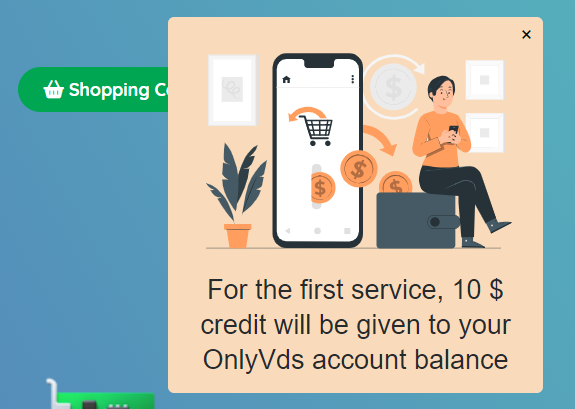 Shopping
For the first service, 10 $
credit will be given to your
OnlyVds account balance